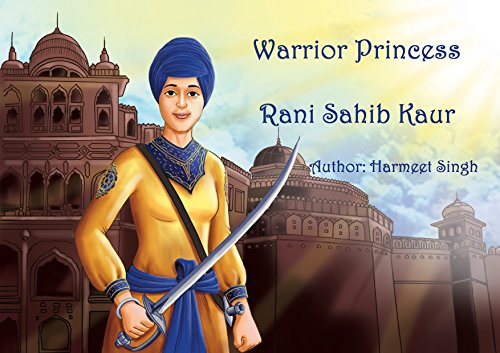 Warrior Princess
Rani Sahib Kaur
Author: Harmeet Singh